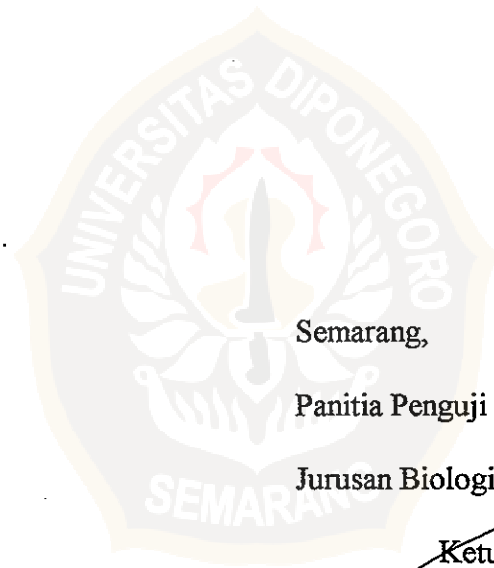 UNIVERSITAS DIPONEGORO
SEMARANG
Semarang,
Panitia Penguji
Jurusan Biologi